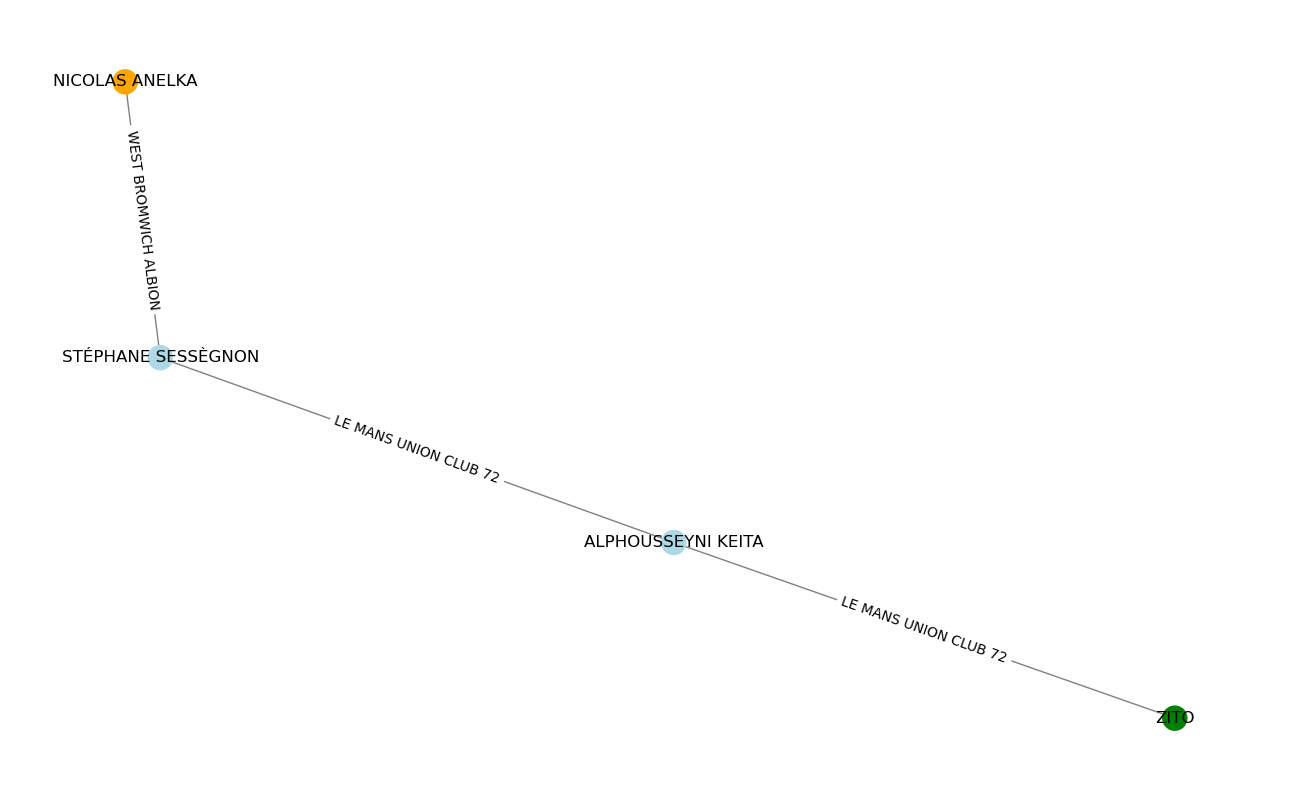 NICOLAS ANELKA
WEST BROMWICH ALBION
STÉPHANE SESSÈGNON
LE MANS UNION CLUB 72
ALPHOUSSEYNI KEITA
LE MANS UNION CLUB 72
ZITO